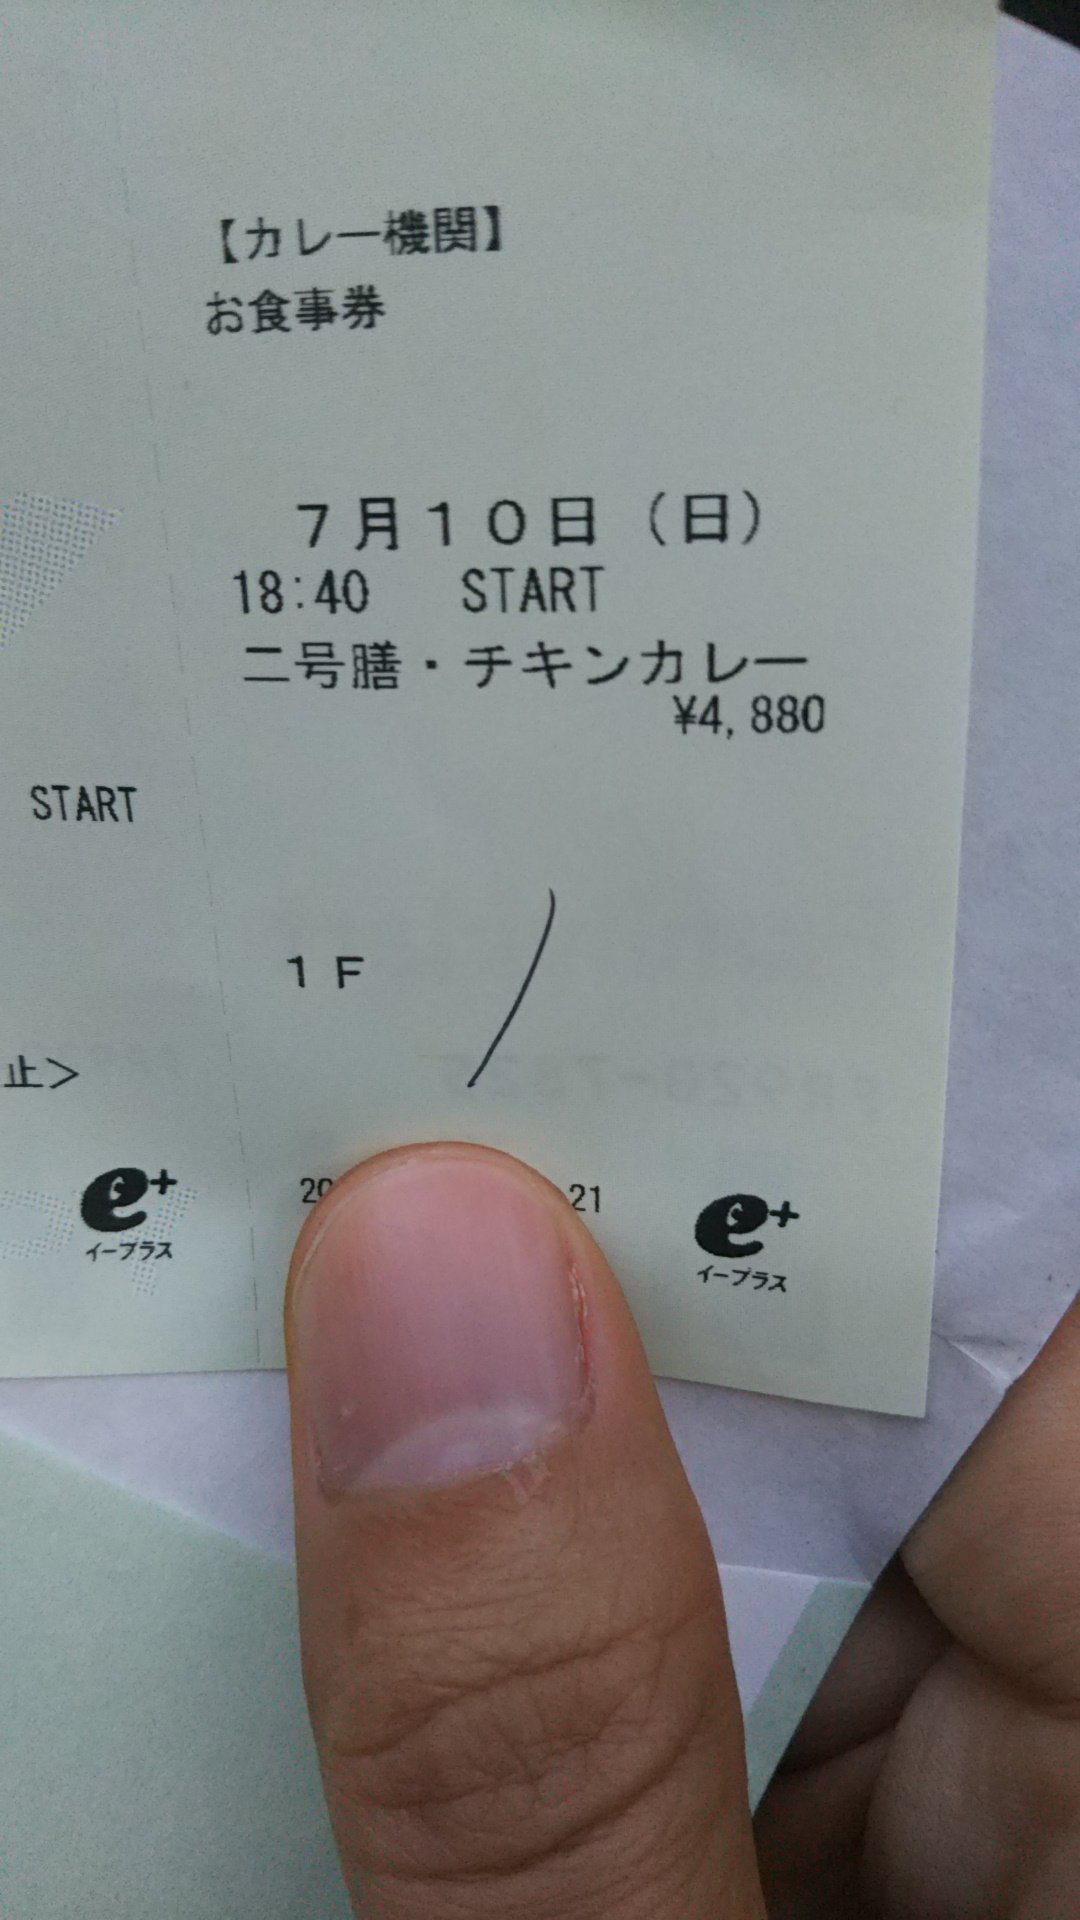 【カレー機関】
お食事券
7月10日（日）
18:40 START
二号膳・チキンカレー
¥4,880
START
1F
止>
20
21
e+
イープラス
e+
イープラス